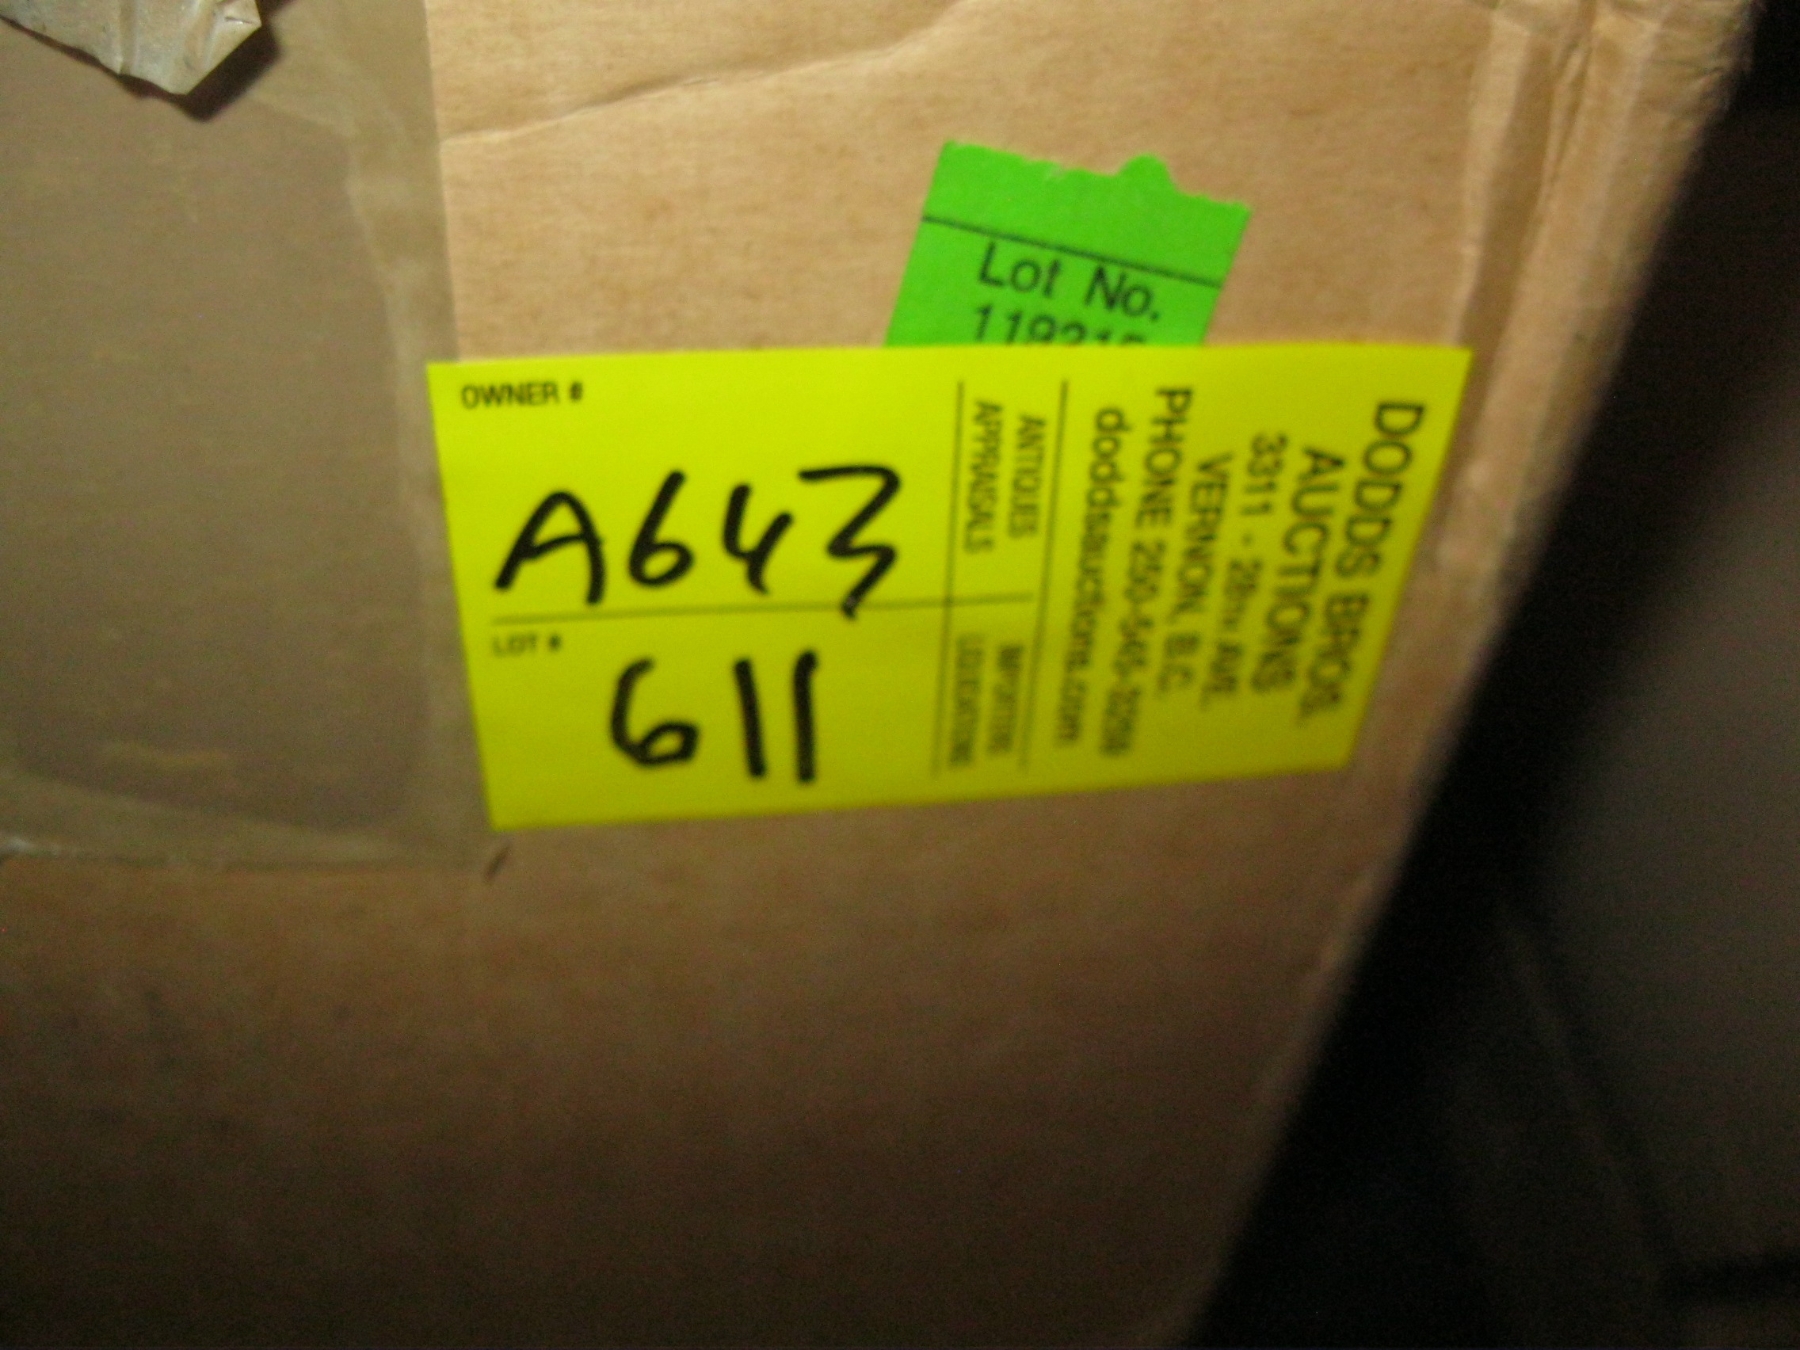 Lot No.
OWNER #
A643
LOT #
611
ANTIQUES
APPRAISALS
LIQUIDATIONS
DODDS BROS.
AUCTIONS
3311 - 28TH AVE.
VERNON, B.C.
PHONE 250-545-3259
doddsauctions.com